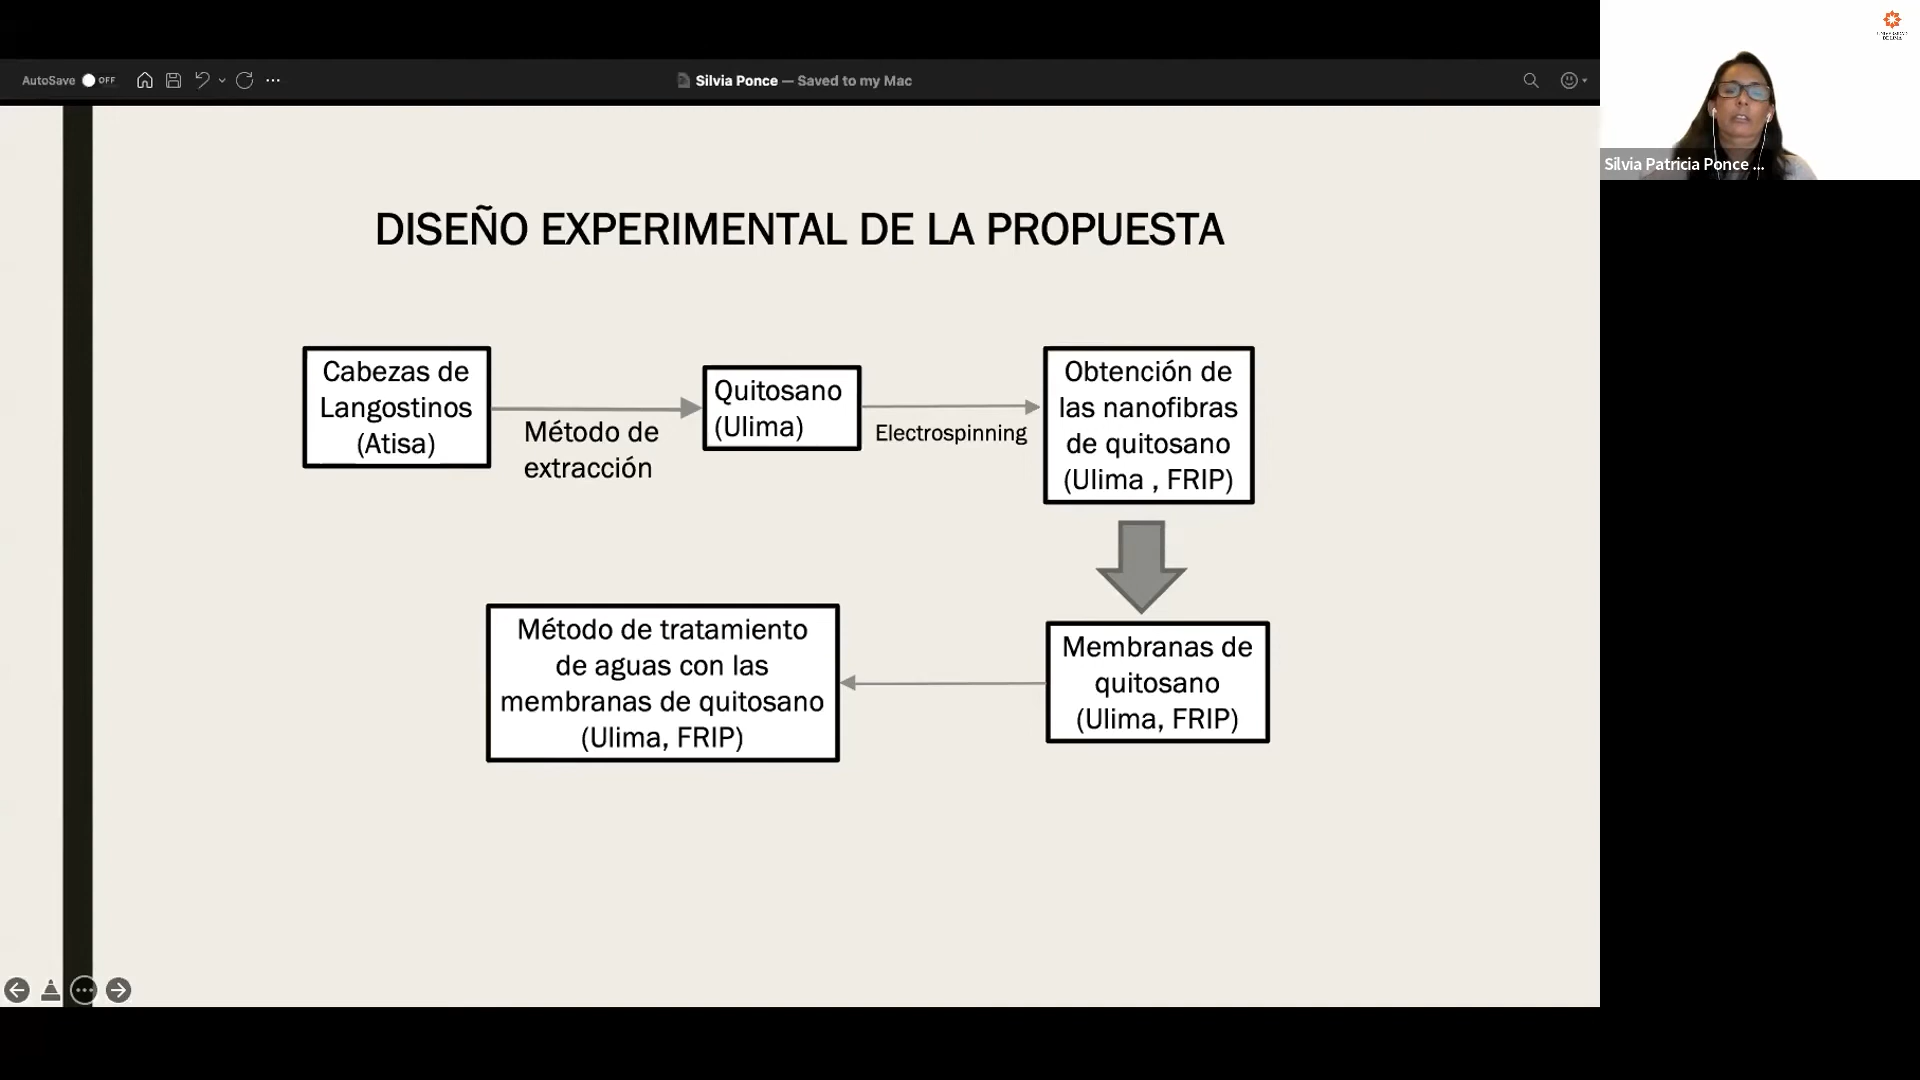 AutoSave OFF
Silvia Ponce — Saved to my Mac
Silvia Patricia Ponce ...
DISEÑO EXPERIMENTAL DE LA PROPUESTA
Cabezas de
Langostinos
(Atisa)
Método de
extracción
Quitosano
(Ulima)
Electrospinning
Obtención de
las nanofibras
de quitosano
(Ulima , FRIP)
Membranas de
quitosano
(Ulima, FRIP)
Método de tratamiento
de aguas con las
membranas de quitosano
(Ulima, FRIP)